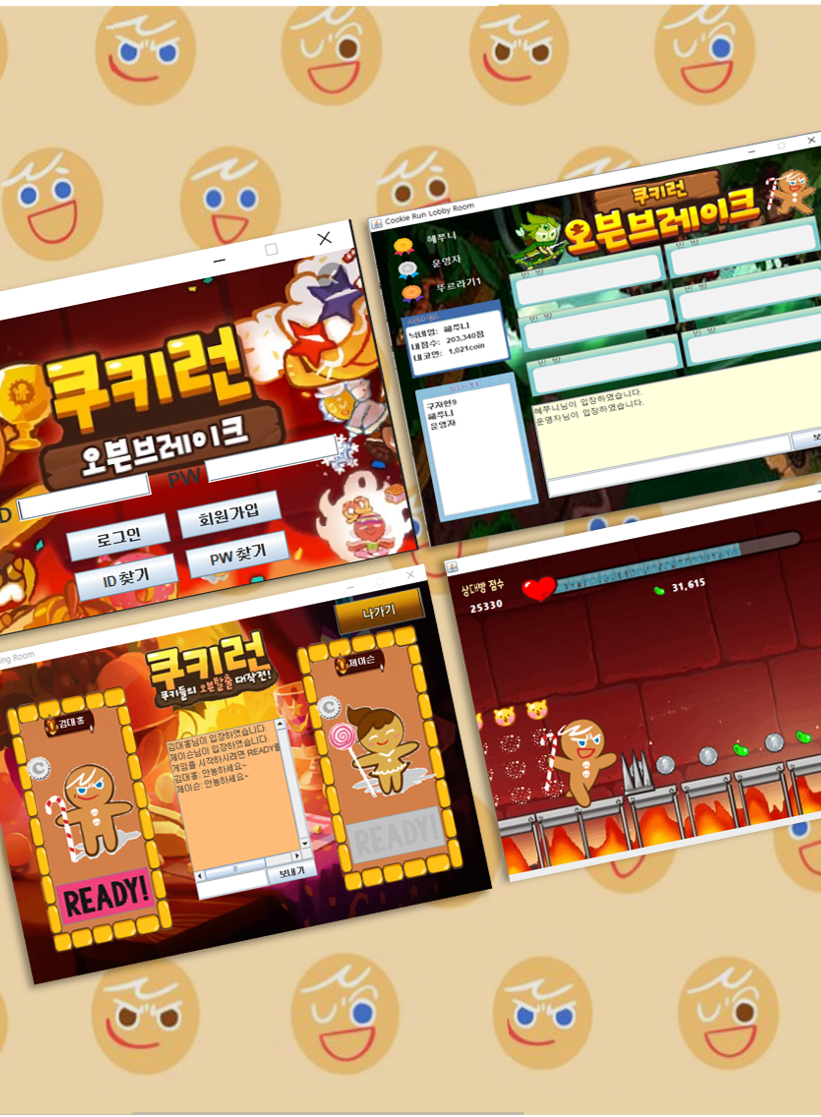 Cookie Run Lobby Room
쿠키런
오븐브레이크
혜쭈니
운영자
뚜르라기1
닉네임: 혜쭈니
내점수: 203,340점
내코인: 1,021coin
구자현9
혜쭈니
운영자
혜쭈니님이 입장하였습니다.
운영자님이 입장하였습니다.
쿠키런
오븐브레이크
PW
로그인
회원가입
ID 찾기
PW 찾기
상대방 점수
25330
31,615
ing Room
나가기
쿠키런
쿠키들의 오븐탈출 대작전!
김대홍
제이슨
김대홍님이 입장하였습니다.
제이슨님이 입장하였습니다.
게임를 시작하시려면 READY를
김대홍: 안농하세요~
제이슨: 안농하세요~
보내기
READY!
READY!